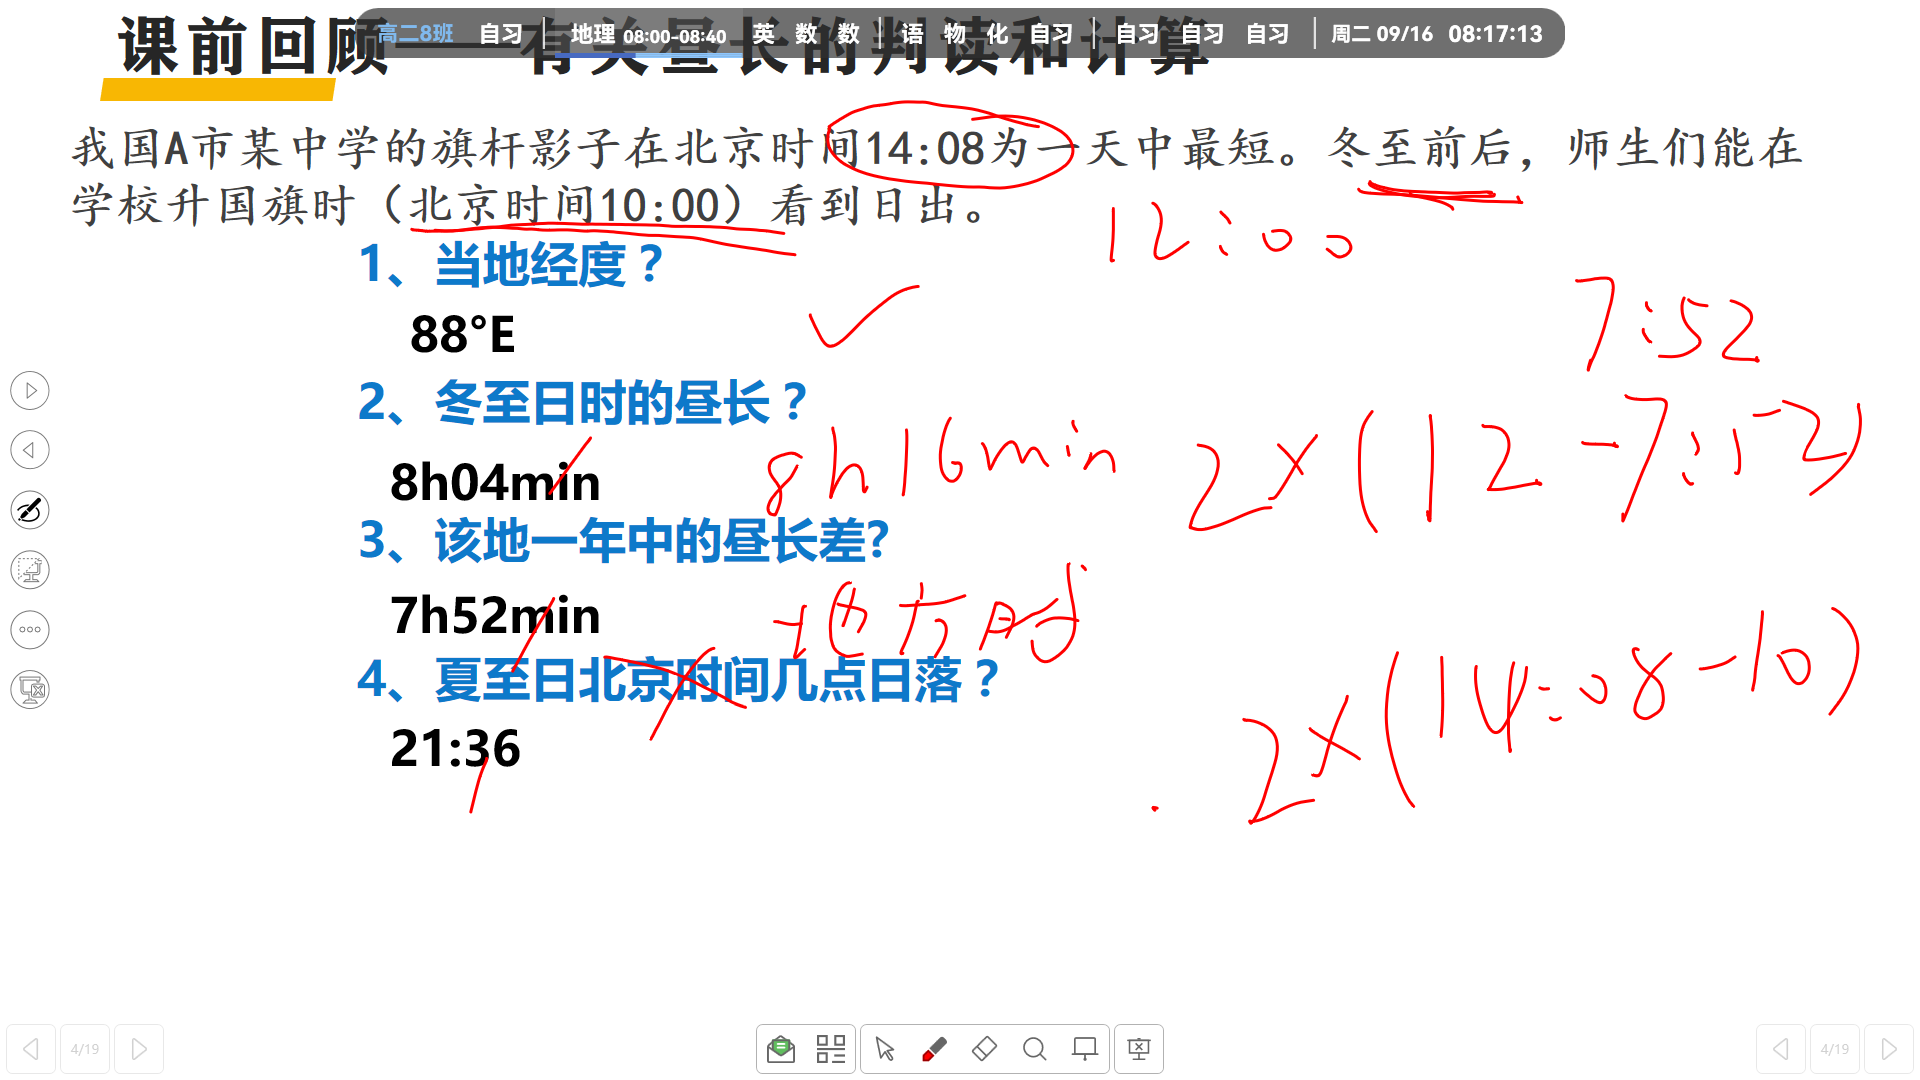 课前回顾——有关昼长的判读和计算
高二8班 自习 地理 08:00-08:40 英 数 数 语 物 化 自习 自习 自习 自习 周二 09/16 08:17:13
我国A市某中学的旗杆影子在北京时间14:08为一天中最短。冬至前后，师生们能在
学校升国旗时（北京时间10:00）看到日出。
12:00
1、当地经度？
88°E
7:52
2、冬至日时的昼长？
8h04min
8h16min
2×(12-7:52)
3、该地一年中的昼长差?
7h52min
地方时
4、夏至日北京时间几点日落？
2×(14:08-10)
21:36
4/19
4/19